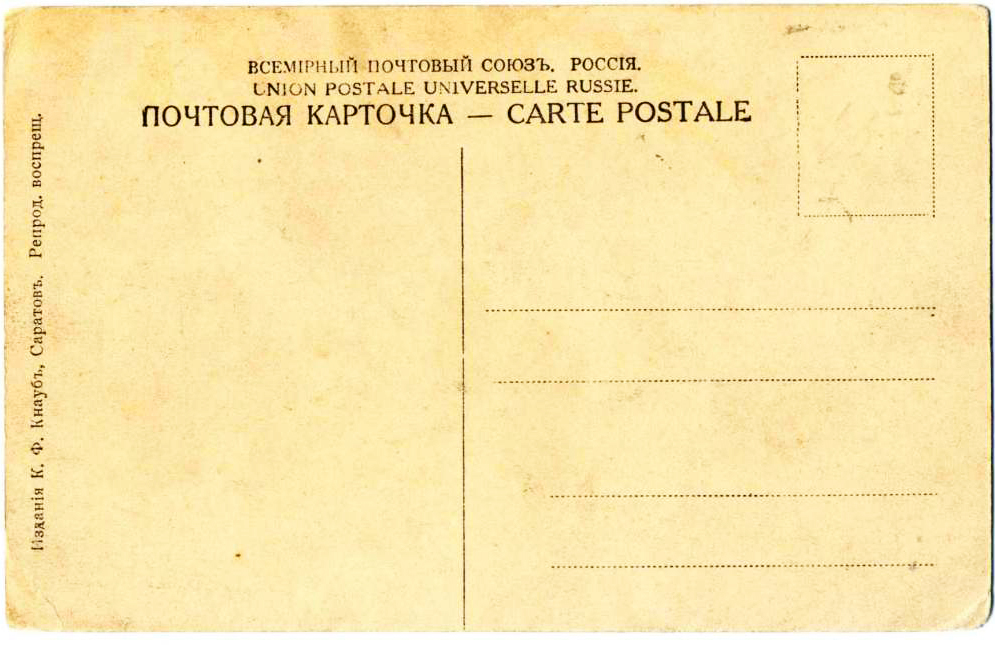 ВСЕМІРНЫЙ ПОЧТОВЫЙ СОЮЗЪ. РОССІЯ.
UNION POSTALE UNIVERSELLE RUSSIE.
ПОЧТОВАЯ КАРТОЧКА — CARTE POSTALE
Изданія К. Ф. Кнаубъ, Саратовъ. Репрод. воспрещ.